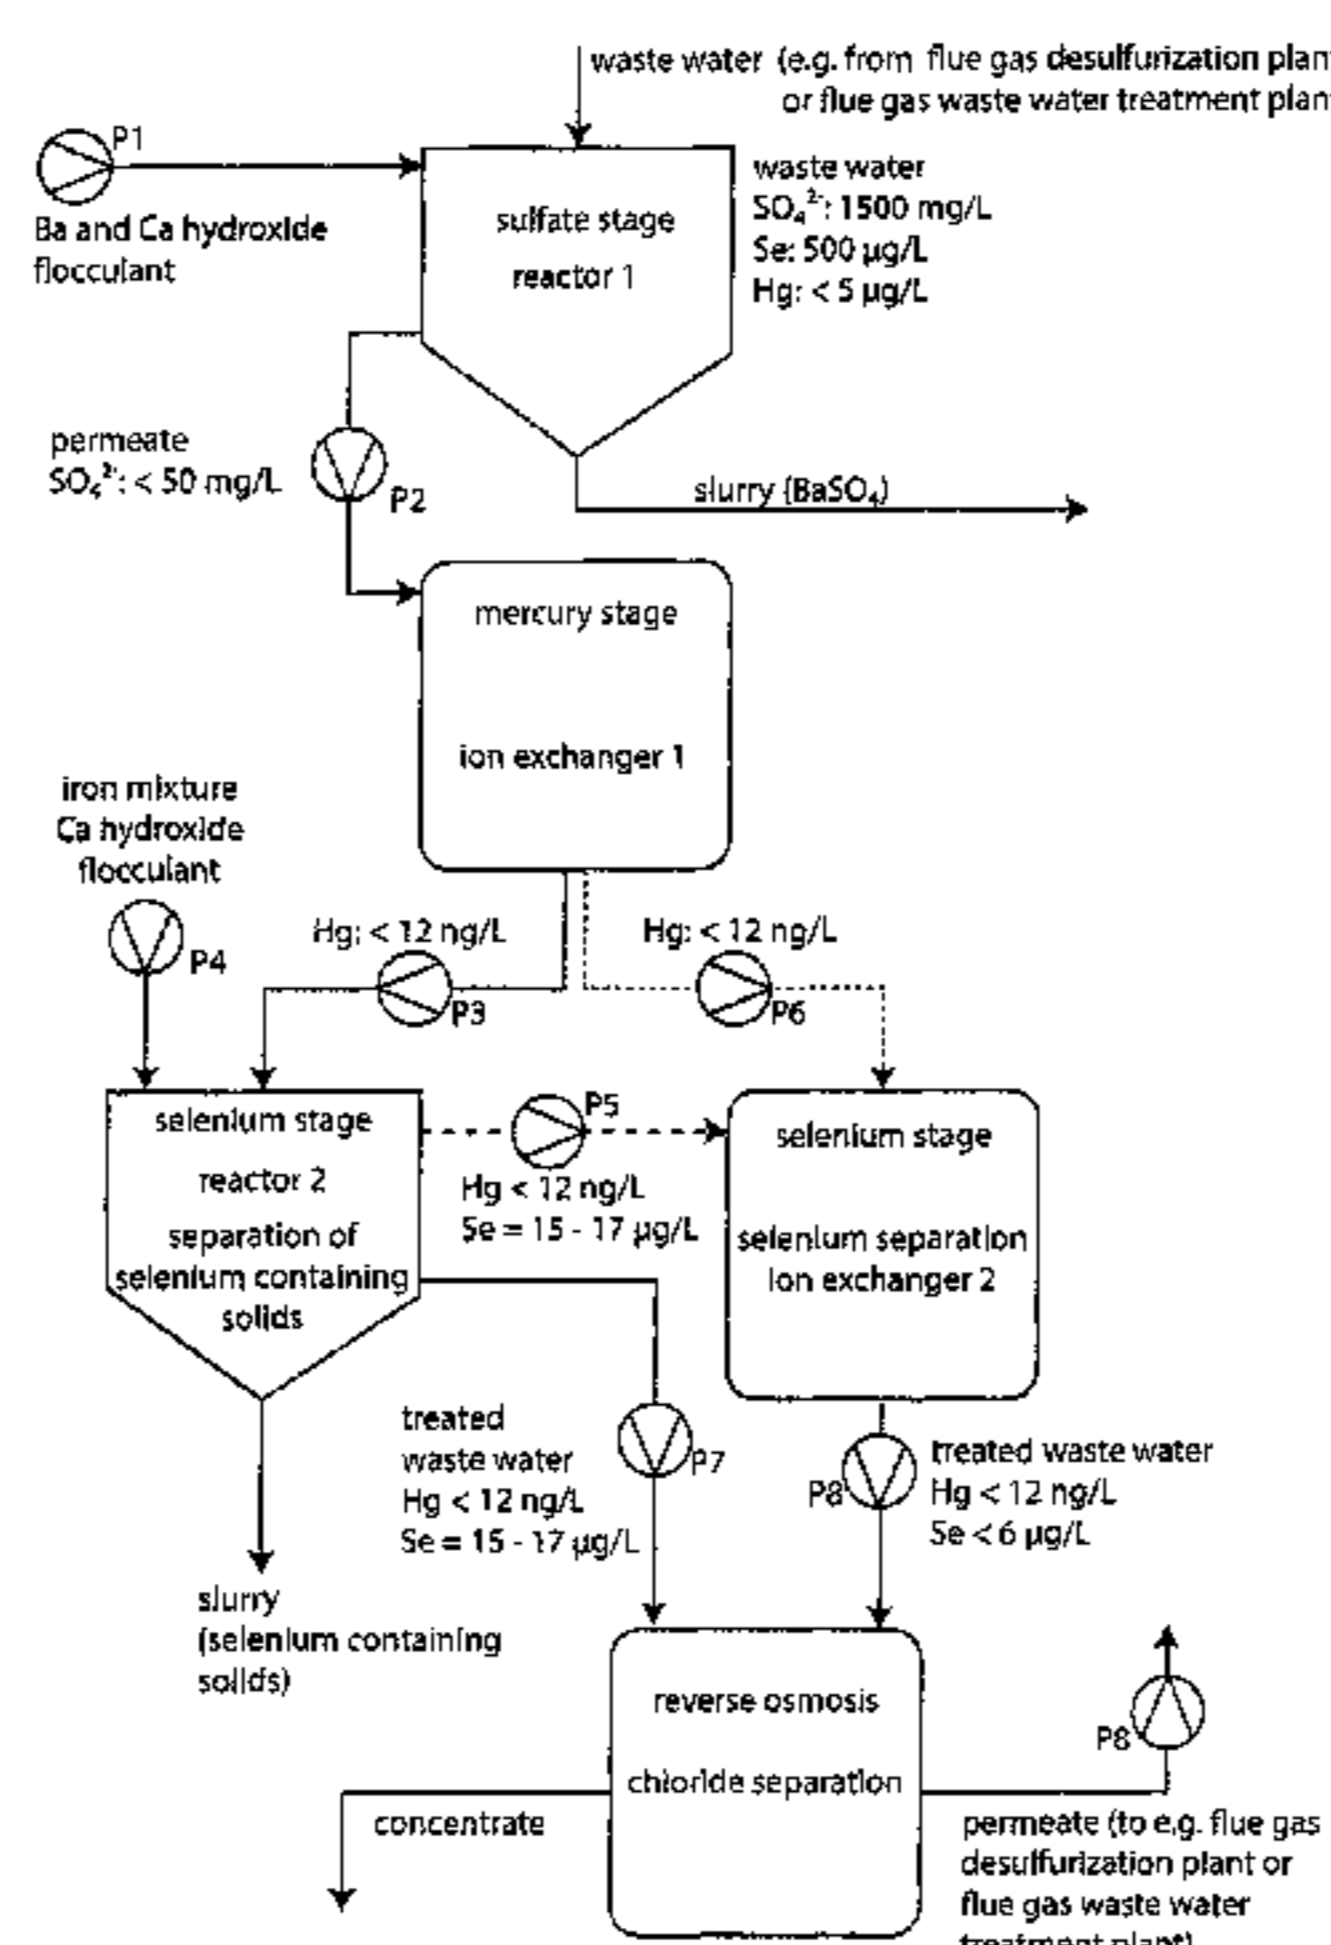 waste water (e.g. from flue gas desulfurization plant
or flue gas waste water treatment plant
P1
Ba and Ca hydroxide
flocculant
sulfate stage
reactor 1
waste water
SO₄²⁻: 1500 mg/L
Se: 500 µg/L
Hg: < 5 µg/L
permeate
SO₄²⁻: < 50 mg/L
P2
slurry (BaSO₄)
mercury stage
ion exchanger 1
iron mixture
Ca hydroxide
flocculant
P4
Hg: < 12 ng/L
P3
Hg: < 12 ng/L
P6
selenium stage
reactor 2
separation of
selenium containing
solids
P5
Hg < 12 ng/L
Se = 15 - 17 µg/L
selenium stage
selenium separation
ion exchanger 2
treated
waste water
Hg < 12 ng/L
Se = 15 - 17 µg/L
P7
P8
treated waste water
Hg < 12 ng/L
Se < 6 µg/L
slurry
(selenium containing
solids)
reverse osmosis
chloride separation
P8
concentrate
permeate (to e.g. flue gas
desulfurization plant or
flue gas waste water
treatment plant)